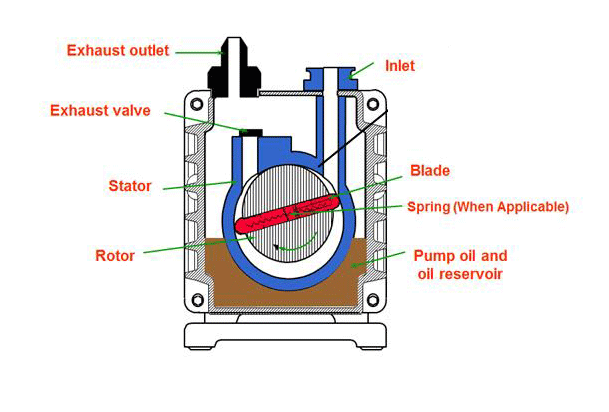 Exhaust outlet
Inlet
Exhaust valve
Blade
Stator
Spring (When Applicable)
Rotor
Pump oil and
oil reservoir